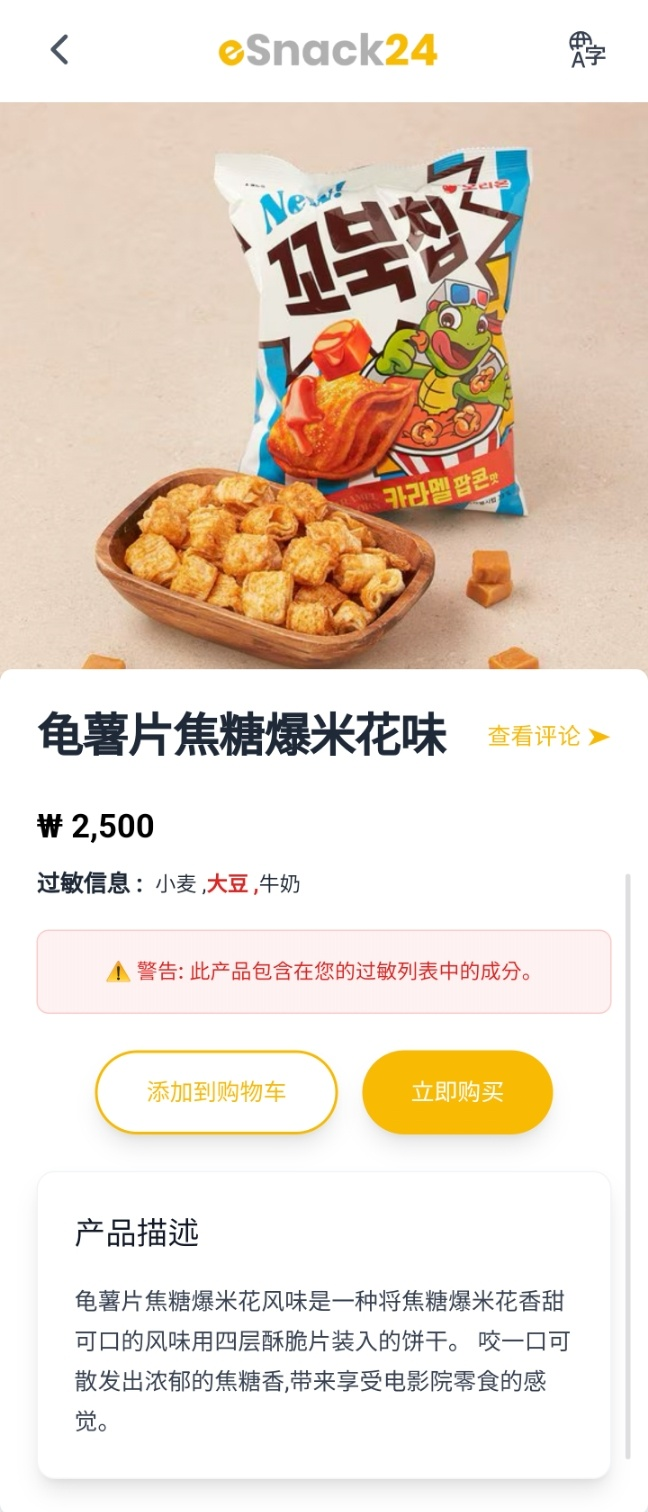 eSnack24
A字
New!
오리온
꼬북칩
카라멜 팝콘맛
龟薯片焦糖爆米花味
查看评论 ➤
₩ 2,500
过敏信息 : 小麦 ,大豆 ,牛奶
⚠️ 警告: 此产品包含在您的过敏列表中的成分。
添加到购物车
立即购买
产品描述
龟薯片焦糖爆米花风味是一种将焦糖爆米花香甜
可口的风味用四层酥脆片装入的饼干。 咬一口可
散发出浓郁的焦糖香,带来享受电影院零食的感
觉。